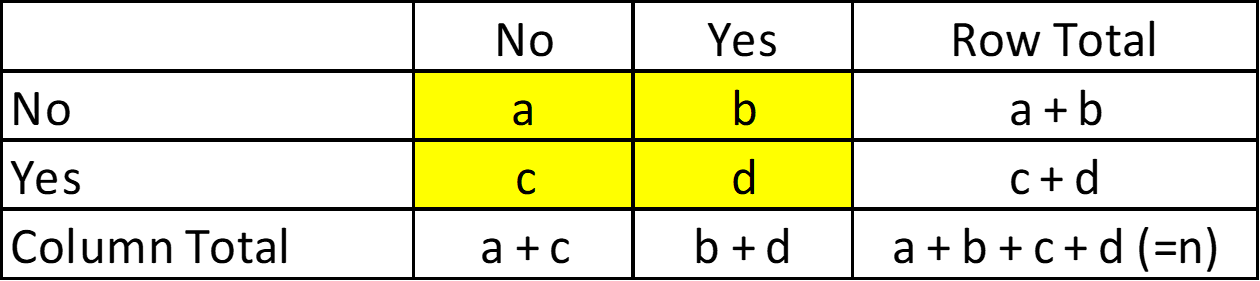 No Yes Row Total
No a b a + b
Yes c d c + d
Column Total a + c b + d a + b + c + d (=n)